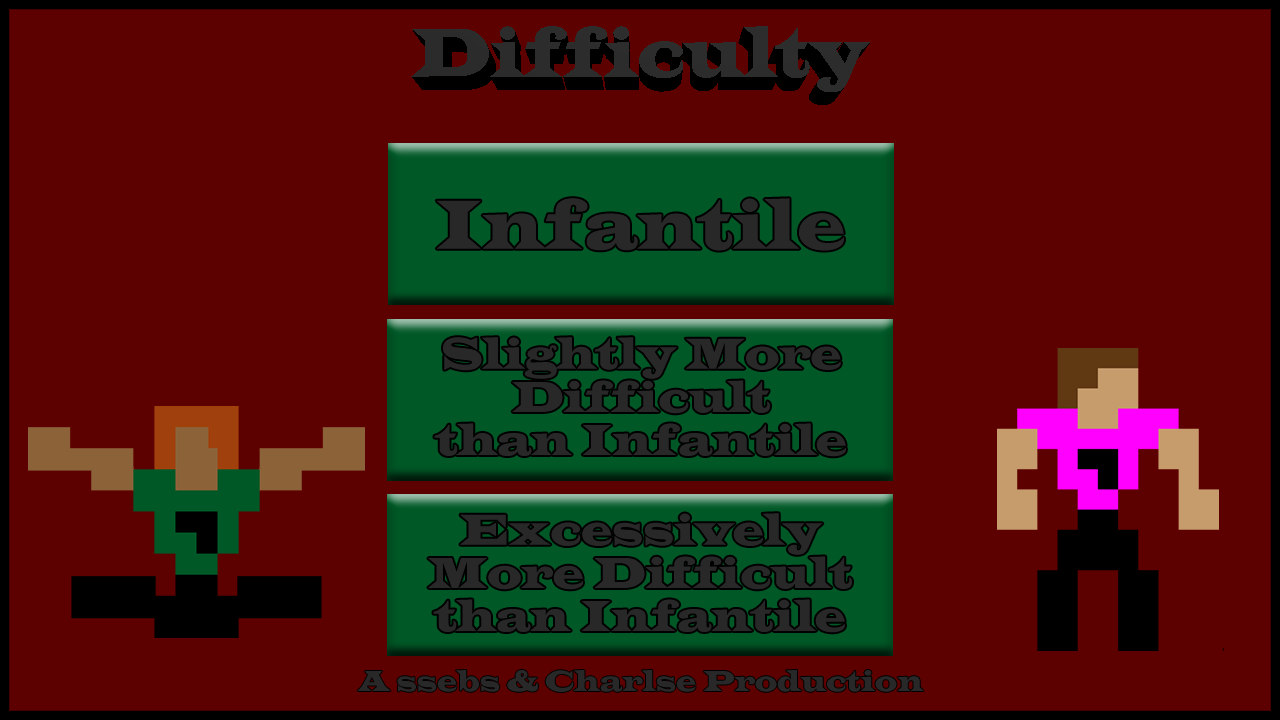 Difficulty
Infantile
Slightly More
Difficult
than Infantile
Excessively
More Difficult
than Infantile
A ssebs & Charlse Production